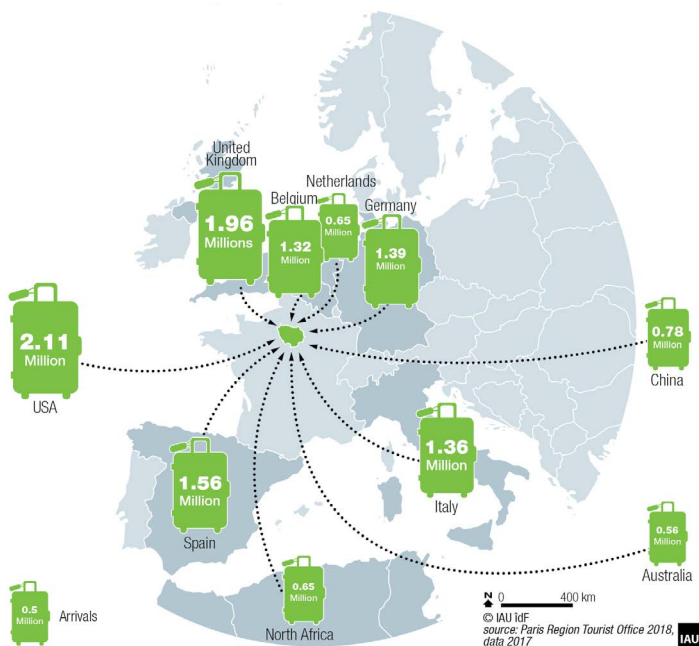 United
Kingdom
1.96
Millions
Belgium
1.32
Million
Netherlands
0.65
Million
Germany
1.39
Million
2.11
Million
USA
0.78
Million
China
1.56
Million
Spain
1.36
Million
Italy
0.56
Million
Australia
0.65
Million
North Africa
0.5
Million
Arrivals
N
0 400 km
© IAU îdF
source: Paris Region Tourist Office 2018,
data 2017
IAU